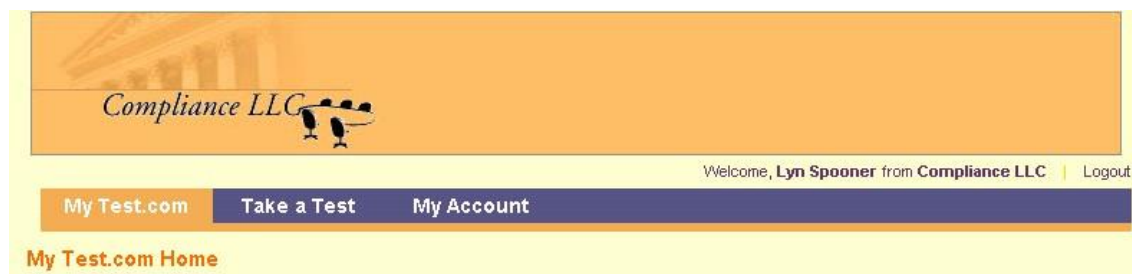 Compliance LLC
Welcome, Lyn Spooner from Compliance LLC | Logout
My Test.com Take a Test My Account
My Test.com Home